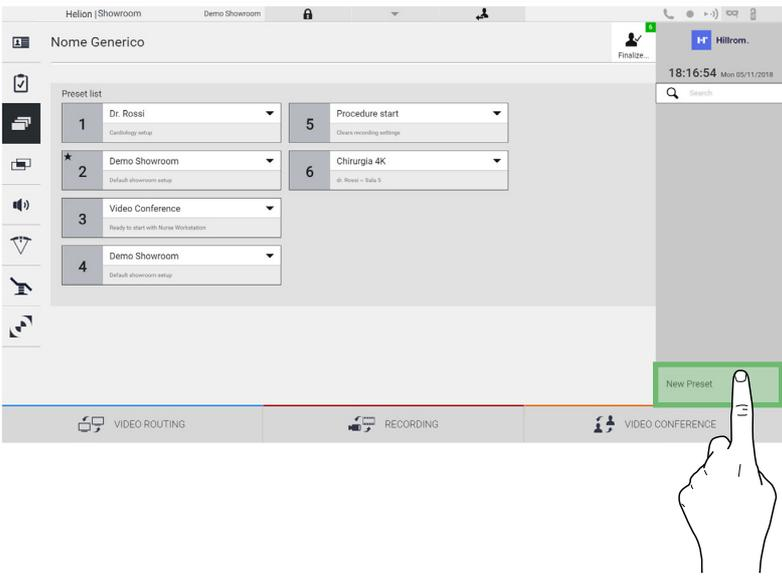 Helion | Showroom
Demo Showroom
Nome Generico
6
Finalize...
Hillrom.
18:16:54 Mon 05/11/2018
Search
Preset list
1
Dr. Rossi
Cardiology setup
2
Demo Showroom
Default showroom setup
3
Video Conference
Ready to start with Nurse Workstation
4
Demo Showroom
Default showroom setup
5
Procedure start
Clears recording settings
6
Chirurgia 4K
dr. Rossi – Sala 5
New Preset
VIDEO ROUTING
RECORDING
VIDEO CONFERENCE